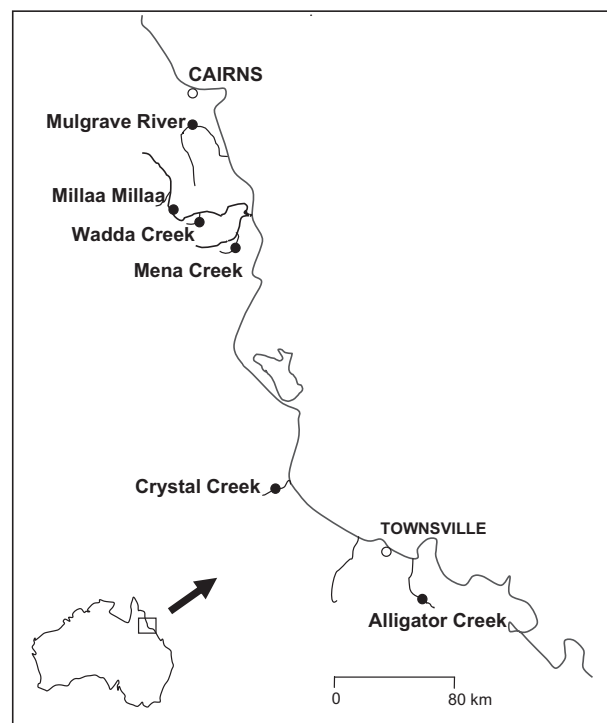 CAIRNS
Mulgrave River
Millaa Millaa
Wadda Creek
Mena Creek
Crystal Creek
TOWNSVILLE
Alligator Creek
0 80 km